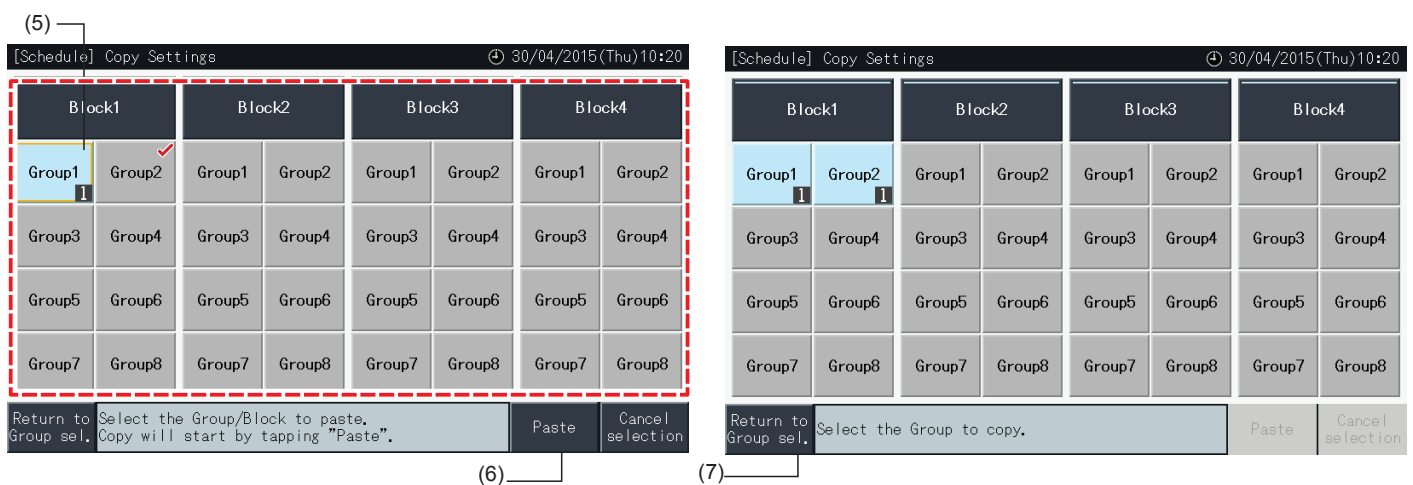 (5)
[Schedule] Copy Settings 30/04/2015(Thu)10:20
Block1 Block2 Block3 Block4
Group1 Group2 Group1 Group2 Group1 Group2 Group1 Group2
1
Group3 Group4 Group3 Group4 Group3 Group4 Group3 Group4
Group5 Group6 Group5 Group6 Group5 Group6 Group5 Group6
Group7 Group8 Group7 Group8 Group7 Group8 Group7 Group8
Return to
Group sel.
Select the Group/Block to paste.
Copy will start by tapping "Paste".
Paste
Cancel
selection
(6)
[Schedule] Copy Settings 30/04/2015(Thu)10:20
Block1 Block2 Block3 Block4
Group1 Group2 Group1 Group2 Group1 Group2 Group1 Group2
1 1
Group3 Group4 Group3 Group4 Group3 Group4 Group3 Group4
Group5 Group6 Group5 Group6 Group5 Group6 Group5 Group6
Group7 Group8 Group7 Group8 Group7 Group8 Group7 Group8
Return to
Group sel.
Select the Group to copy.
Paste
Cancel
selection
(7)